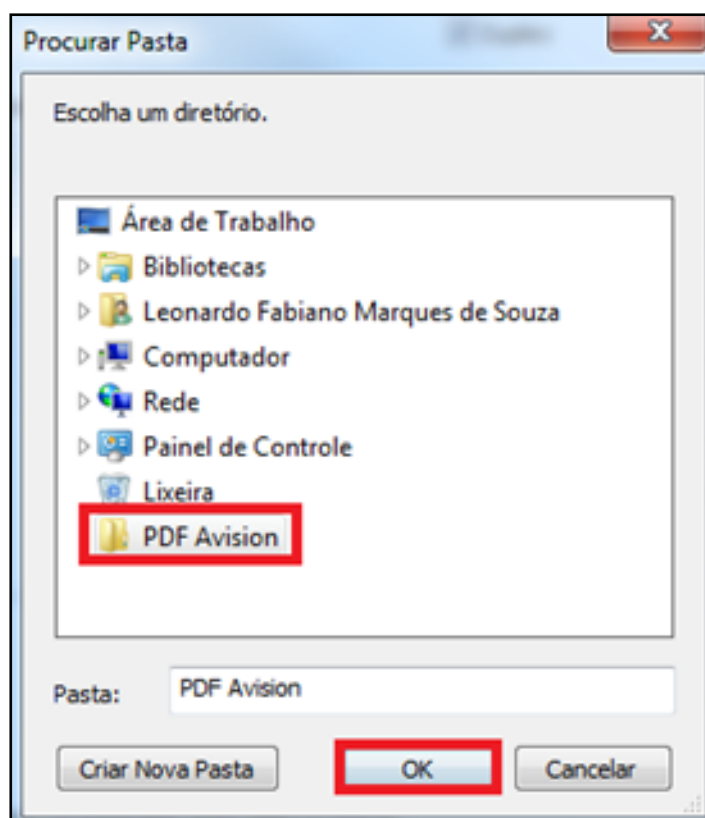 Procurar Pasta
Escolha um diretório.
Área de Trabalho
Bibliotecas
Leonardo Fabiano Marques de Souza
Computador
Rede
Painel de Controle
Lixeira
PDF Avision
Pasta: PDF Avision
Criar Nova Pasta OK Cancelar